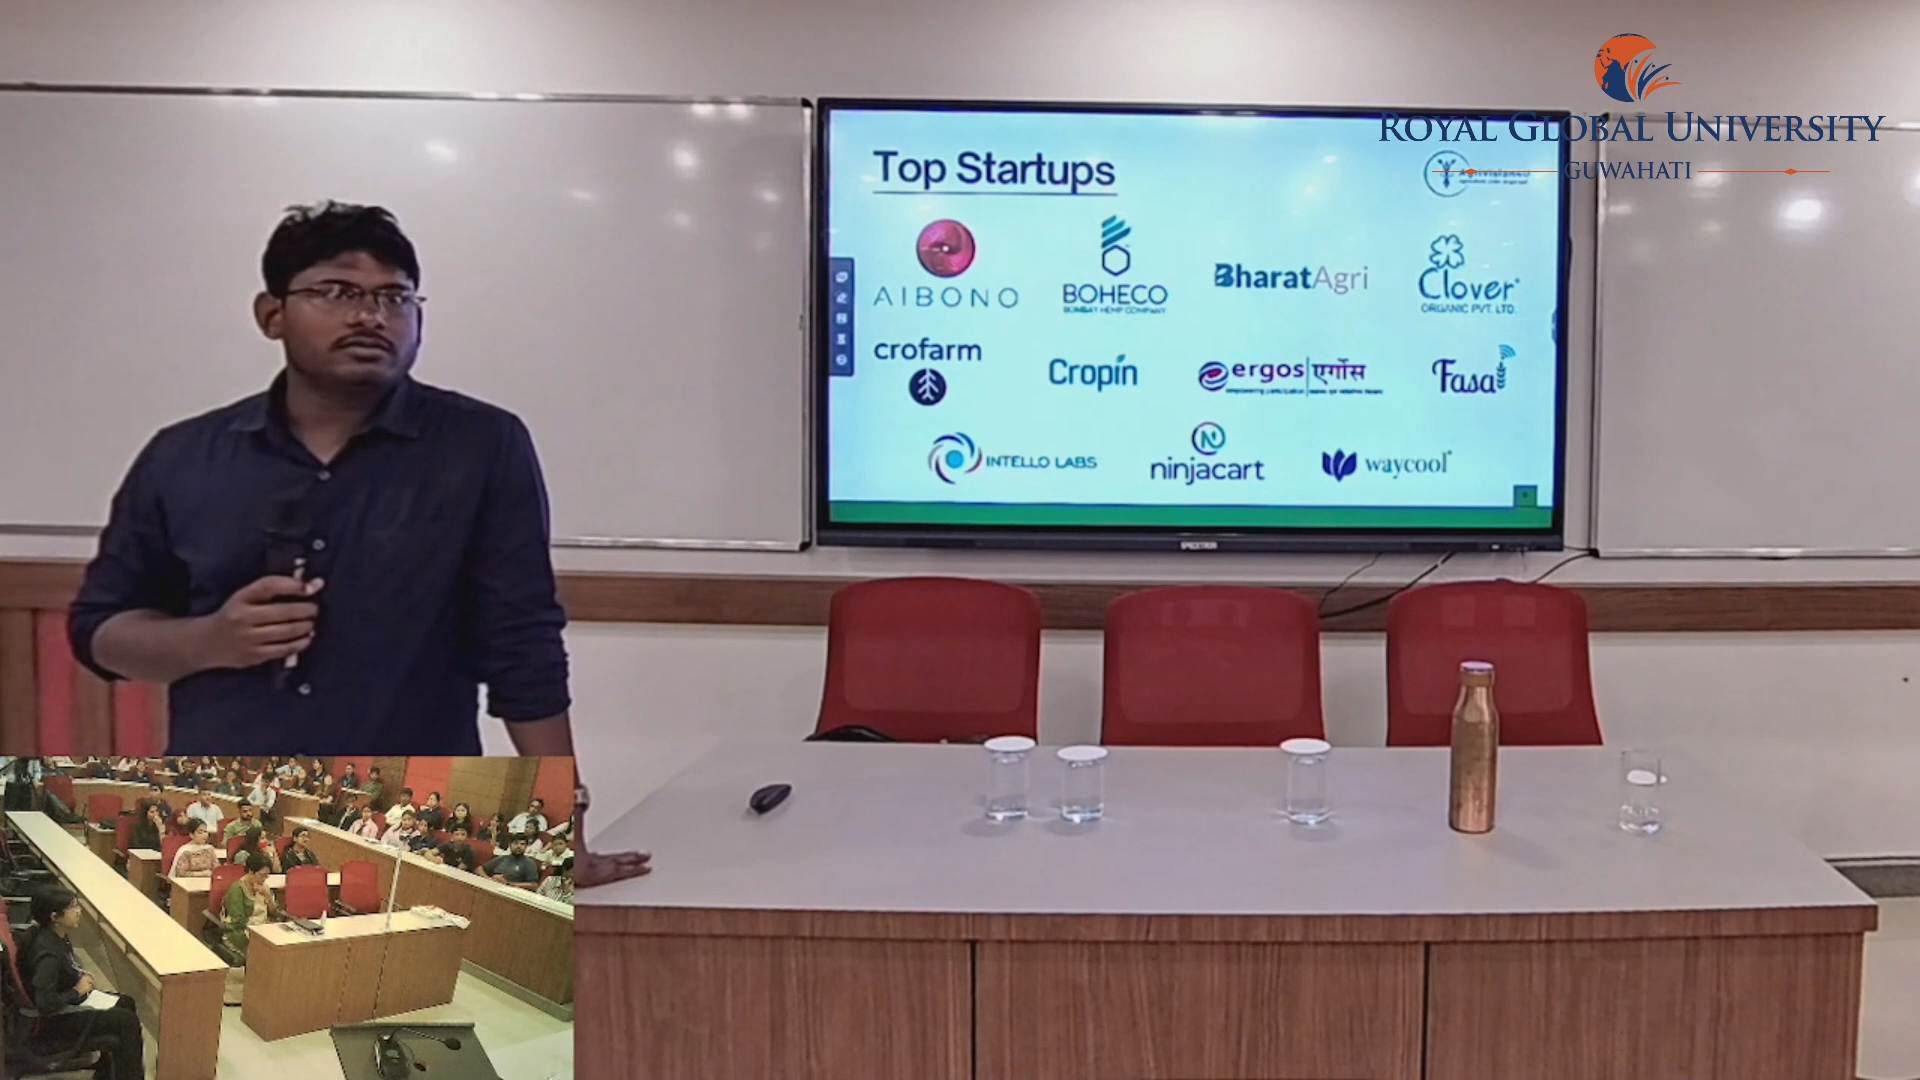 ROYAL GLOBAL UNIVERSITY
GUWAHATI
Top Startups
AIBONO
BOHECO
BOMBAY HEMP COMPANY
BharatAgri
Clover
ORGANIC PVT. LTD.
crofarm
Cropin
ergos एर्गोस
Fasal
INTELLO LABS
ninjacart
waycool